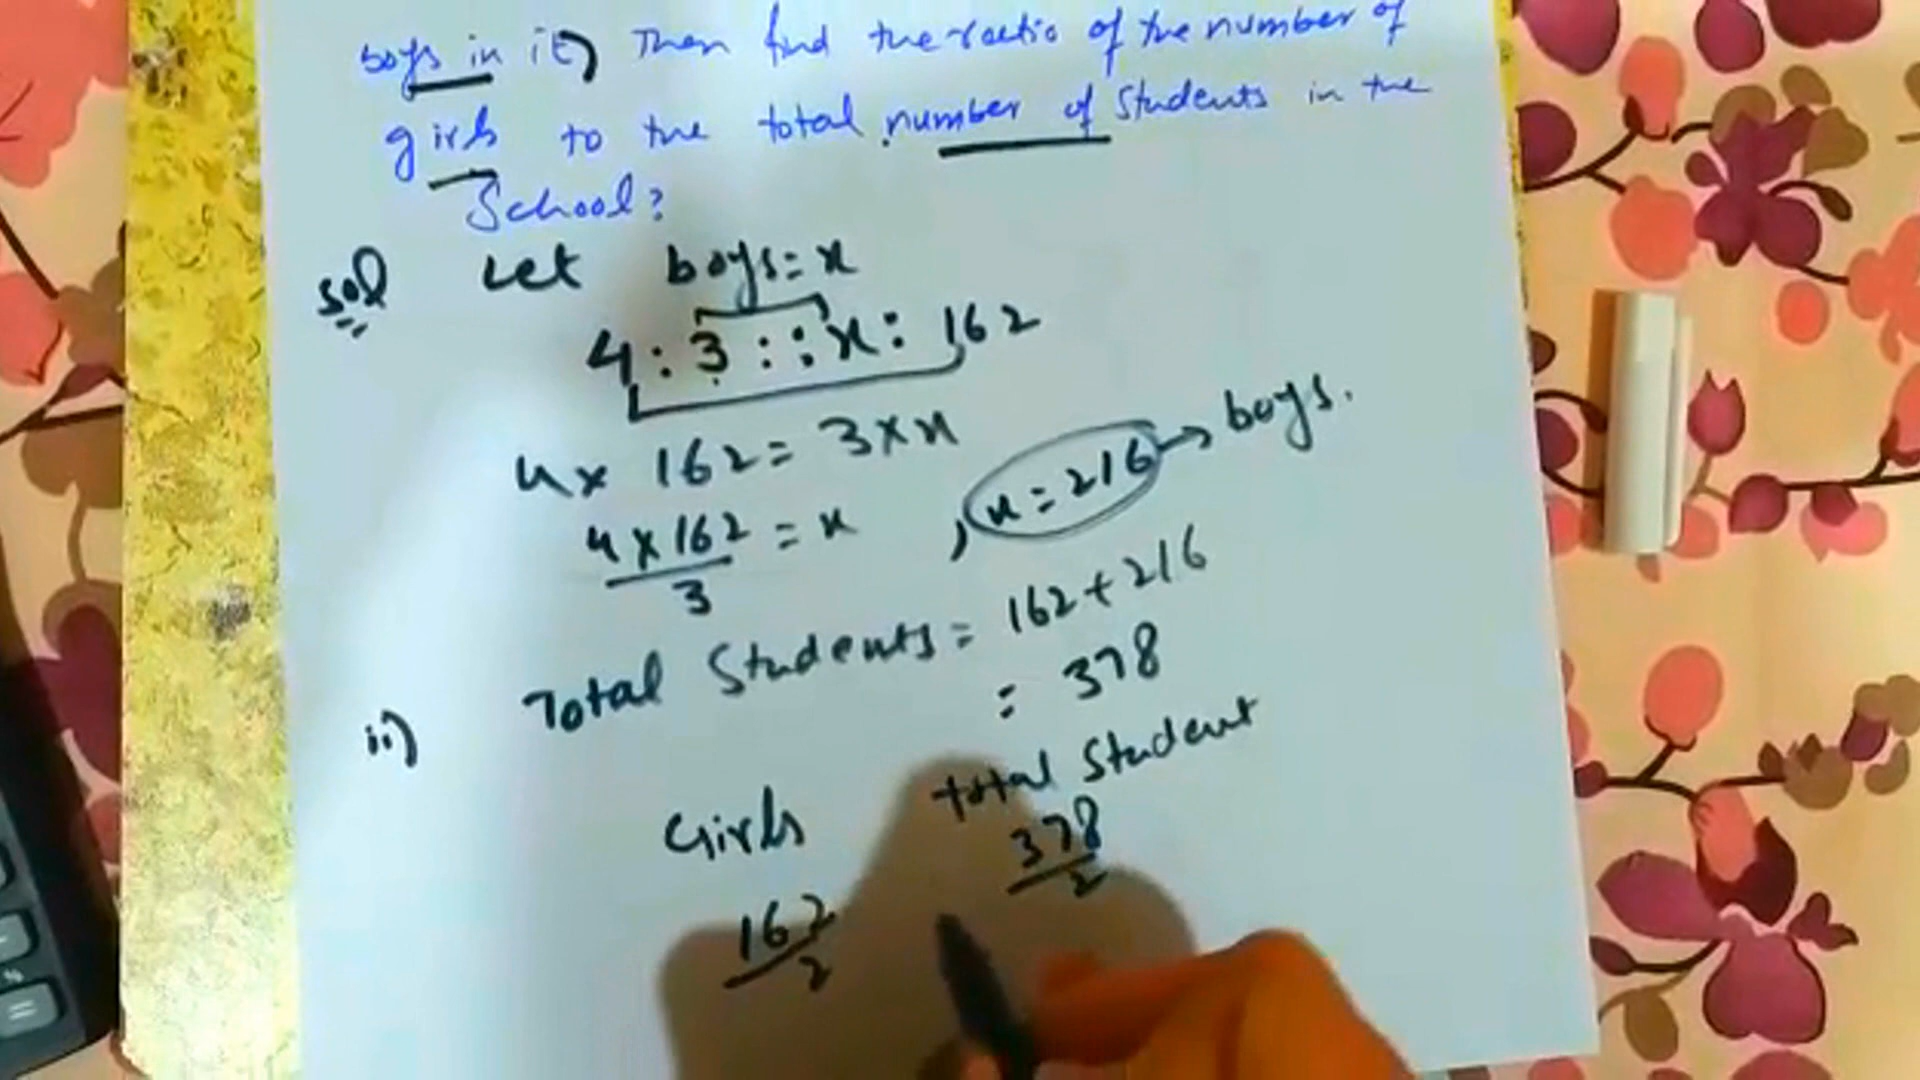 boys in it) Then find the ratio of the number of
girls to the total number of students in the
School?
sol Let boys = x
4 : 3 :: x : 162
4 x 162 = 3 x x
4 x 162 / 3 = x , x = 216 → boys.
Total Students = 162 + 216
= 378
ii)
Girls Total Student
162/2 378/2
% 
=